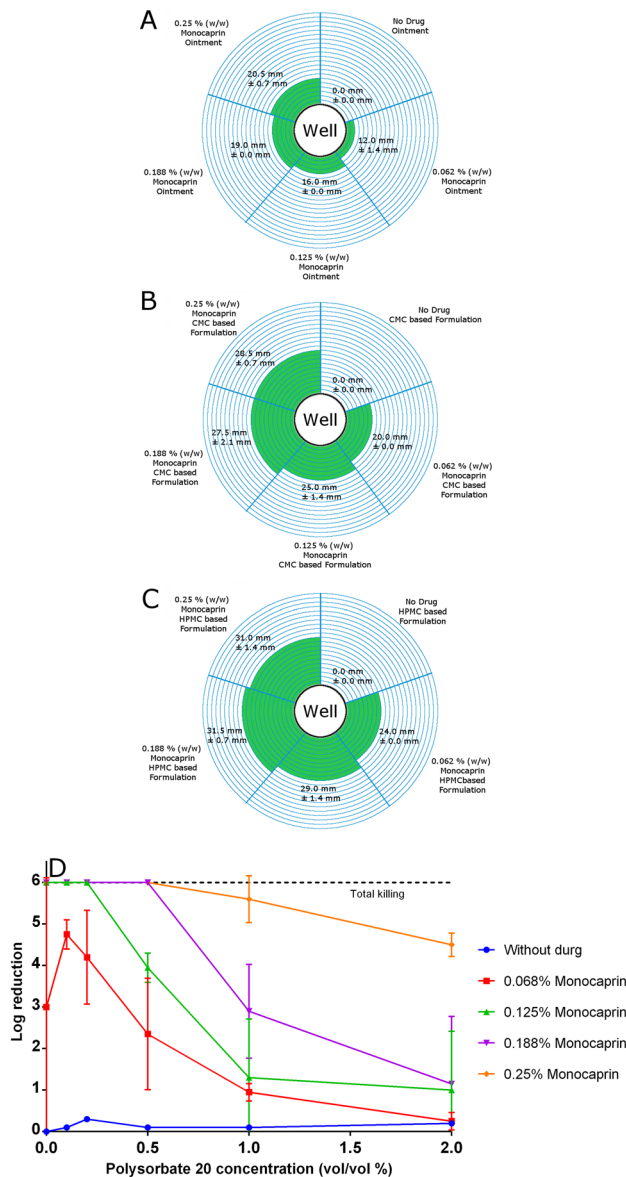 A
0.25 % (w/w)
Monocaprin
Ointment
No Drug
Ointment
20.5 mm
± 0.7 mm
0.0 mm
± 0.0 mm
Well
19.0 mm
± 0.0 mm
12.0 mm
± 1.4 mm
16.0 mm
± 0.0 mm
0.188 % (w/w)
Monocaprin
Ointment
0.062 % (w/w)
Monocaprin
Ointment
0.125 % (w/w)
Monocaprin
Ointment
B
0.25 % (w/w)
Monocaprin
CMC based
Formulation
No Drug
CMC based Formulation
28.5 mm
± 0.7 mm
0.0 mm
± 0.0 mm
Well
27.5 mm
± 2.1 mm
20.0 mm
± 0.0 mm
25.0 mm
± 1.4 mm
0.188 % (w/w)
Monocaprin
CMC based
Formulation
0.062 % (w/w)
Monocaprin
CMC based
Formulation
0.125 % (w/w)
Monocaprin
CMC based Formulation
C
0.25 % (w/w)
Monocaprin
HPMC based
Formulation
No Drug
HPMC based
Formulation
31.0 mm
± 1.4 mm
0.0 mm
± 0.0 mm
Well
31.5 mm
± 0.7 mm
24.0 mm
± 0.0 mm
29.0 mm
± 1.4 mm
0.188 % (w/w)
Monocaprin
HPMC based
Formulation
0.062 % (w/w)
Monocaprin
HPMCbased
Formulation
0.125 % (w/w)
Monocaprin
HPMC based Formulation
D
Total killing
Log reduction
6
5
4
3
2
1
0
0.0
0.5
1.0
1.5
2.0
Polysorbate 20 concentration (vol/vol %)
Without durg
0.068% Monocaprin
0.125% Monocaprin
0.188% Monocaprin
0.25% Monocaprin